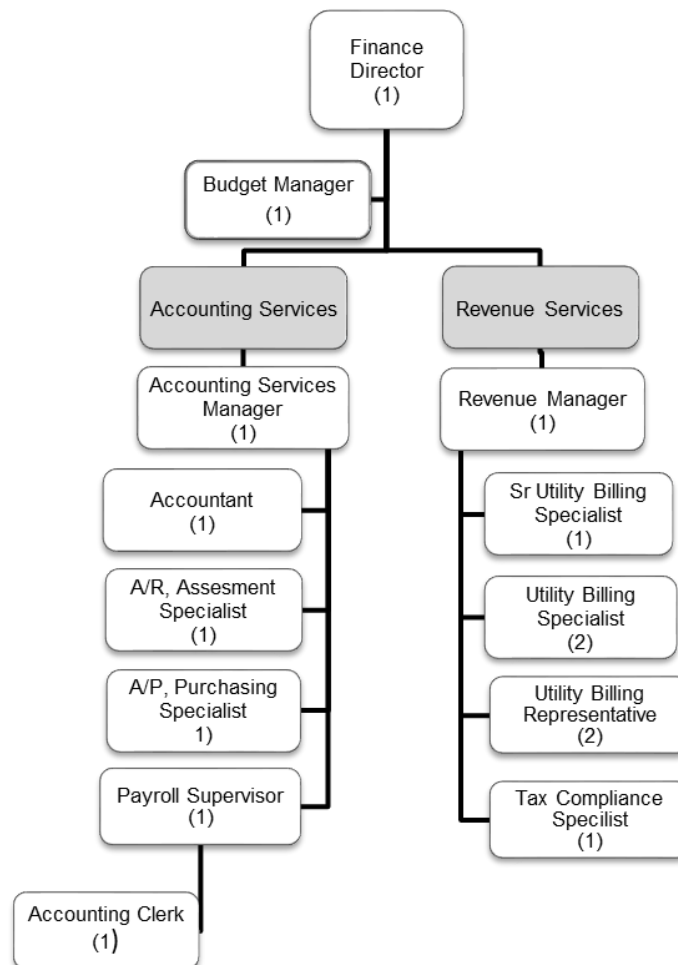 Finance
Director
(1)
Budget Manager
(1)
Accounting Services
Revenue Services
Accounting Services
Manager
(1)
Revenue Manager
(1)
Accountant
(1)
A/R, Assesment
Specialist
(1)
A/P, Purchasing
Specialist
1)
Payroll Supervisor
(1)
Accounting Clerk
(1)
Sr Utility Billing
Specialist
(1)
Utility Billing
Specialist
(2)
Utility Billing
Representative
(2)
Tax Compliance
Specilist
(1)